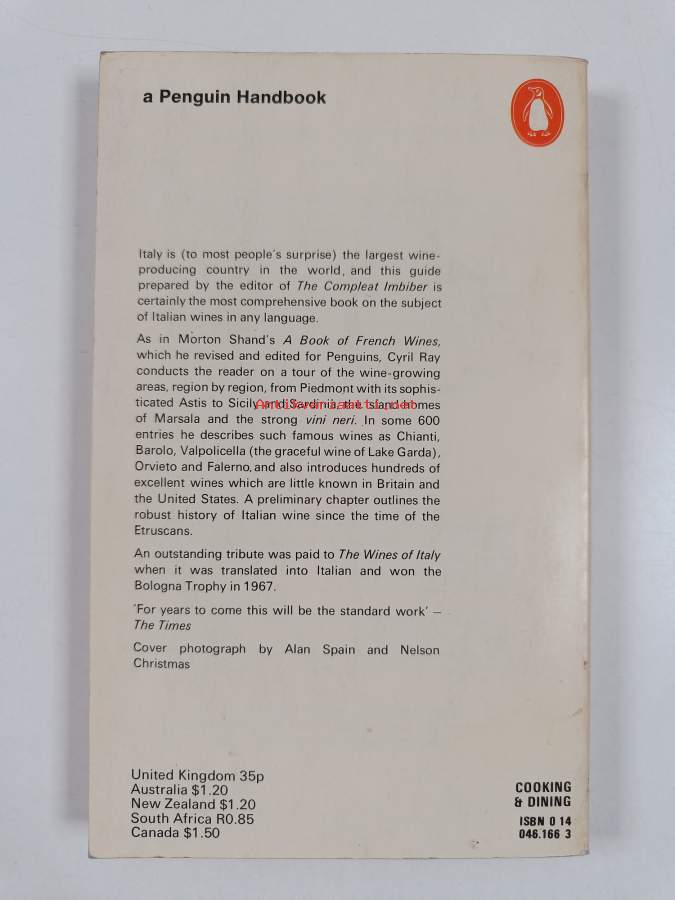 a Penguin Handbook
Italy is (to most people's surprise) the largest wine-
producing country in the world, and this guide
prepared by the editor of The Compleat Imbiber is
certainly the most comprehensive book on the subject
of Italian wines in any language.
As in Morton Shand's A Book of French Wines,
which he revised and edited for Penguins, Cyril Ray
conducts the reader on a tour of the wine-growing
areas, region by region, from Piedmont with its sophis-
ticated Astis to Sicily and Sardinia, the island homes
Antikvariaatti.net
of Marsala and the strong vini neri. In some 600
entries he describes such famous wines as Chianti,
Barolo, Valpolicella (the graceful wine of Lake Garda),
Orvieto and Falerno, and also introduces hundreds of
excellent wines which are little known in Britain and
the United States. A preliminary chapter outlines the
robust history of Italian wine since the time of the
Etruscans.
An outstanding tribute was paid to The Wines of Italy
when it was translated into Italian and won the
Bologna Trophy in 1967.
'For years to come this will be the standard work' –
The Times
Cover photograph by Alan Spain and Nelson
Christmas
United Kingdom 35p
Australia $1.20
New Zealand $1.20
South Africa R0.85
Canada $1.50
COOKING
& DINING
ISBN 0 14
046.166 3